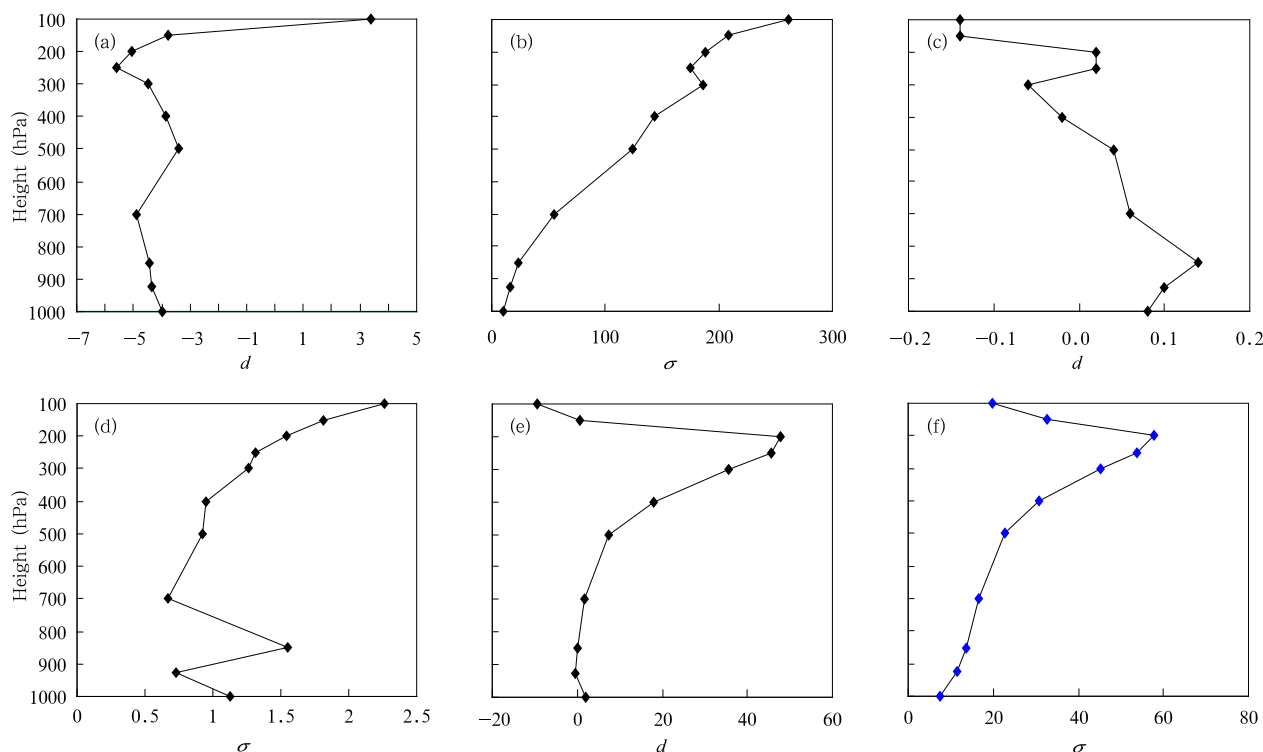 100
200
300
400
500
600
700
800
900
1000
Height (hPa)
(a)
−7 −5 −3 −1 1 3 5
d
(b)
0 100 200 300
σ
(c)
−0.2 −0.1 0.0 0.1 0.2
d
100
200
300
400
500
600
700
800
900
1000
Height (hPa)
(d)
0 0.5 1 1.5 2 2.5
σ
(e)
−20 0 20 40 60
d
(f)
0 20 40 60 80
σ